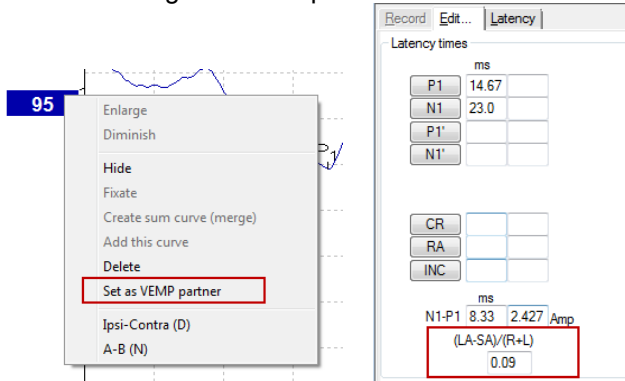 95
Enlarge
Diminish
Hide
Fixate
Create sum curve (merge)
Add this curve
Delete
Set as VEMP partner
Ipsi-Contra (D)
A-B (N)
P1
Record Edit... Latency
Latency times
ms
P1 14.67
N1 23.0
P1'
N1'
CR
RA
INC
ms
N1-P1 8.33 2.427 Amp
(LA-SA)/(R+L)
0.09